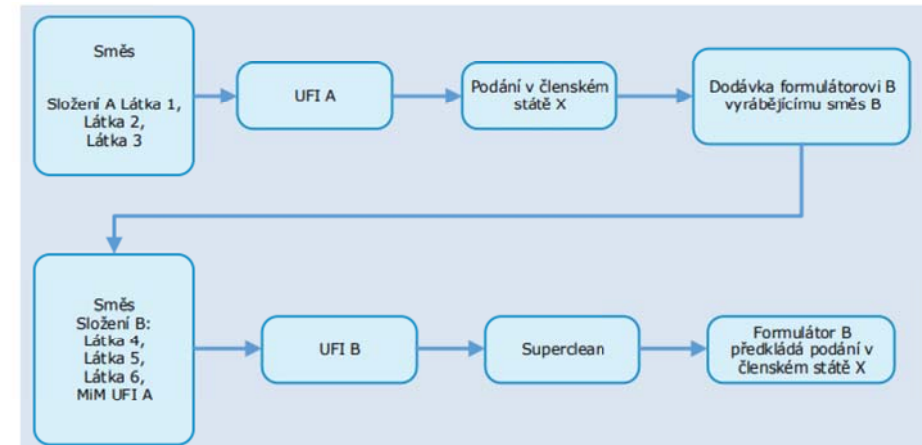 Směs
Složení A Látka 1,
Látka 2,
Látka 3
UFI A
Podání v členském
státě X
Dodávka formulátorovi B
vyrábějícímu směs B
Směs
Složení B:
Látka 4,
Látka 5,
Látka 6,
MiM UFI A
UFI B
Superclean
Formulátor B
předkládá podání v
členském státě X